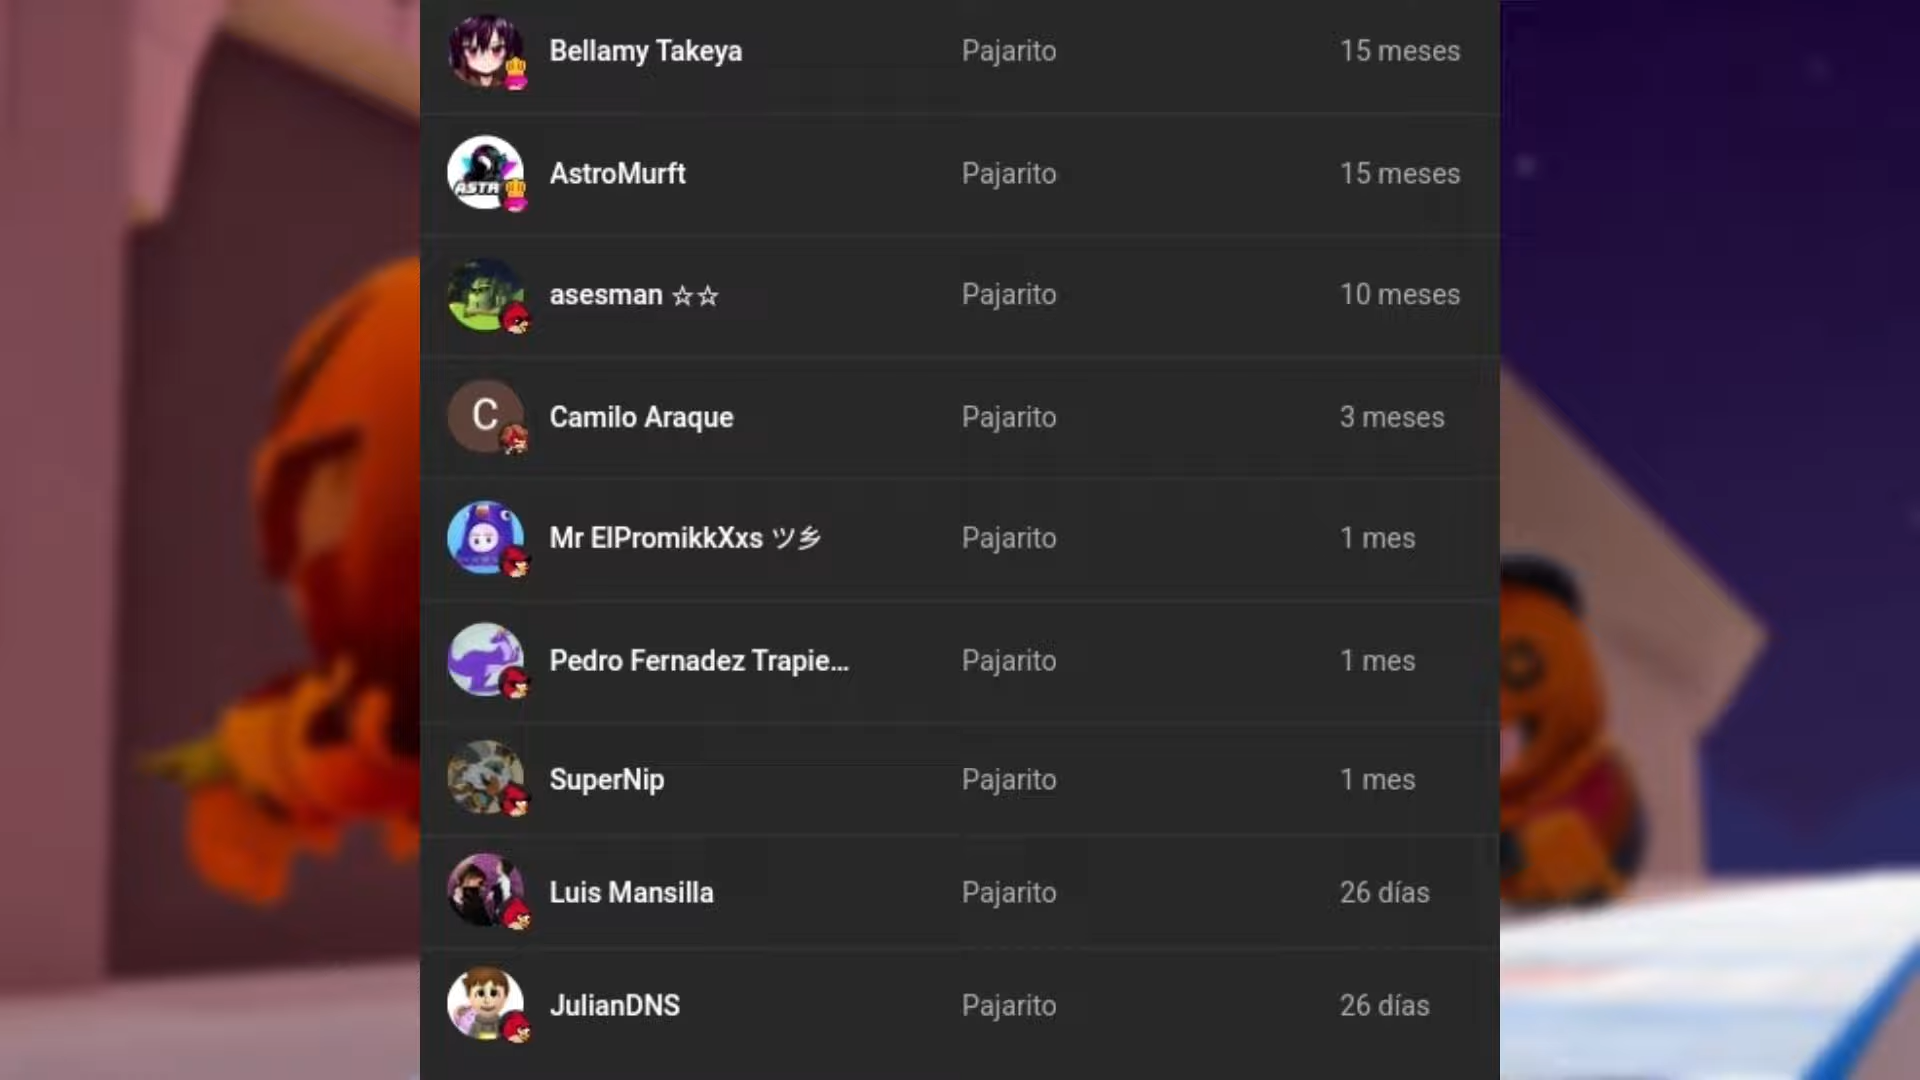 Bellamy Takeya Pajarito 15 meses
ASTR
AstroMurft Pajarito 15 meses
asesman ☆☆ Pajarito 10 meses
C
Camilo Araque Pajarito 3 meses
Mr ElPromikkXxs ツ乡 Pajarito 1 mes
Pedro Fernadez Trapie... Pajarito 1 mes
SuperNip Pajarito 1 mes
Luis Mansilla Pajarito 26 días
JulianDNS Pajarito 26 días